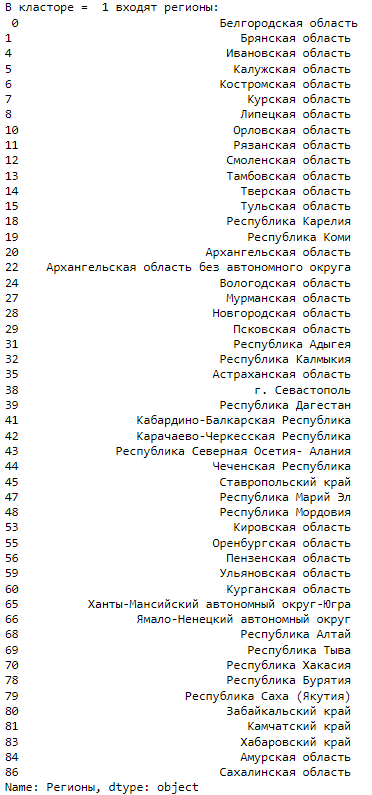 В класторе =  1 входят регионы:
0 Белгородская область
1 Брянская область
4 Ивановская область
5 Калужская область
6 Костромская область
7 Курская область
8 Липецкая область
10 Орловская область
11 Рязанская область
12 Смоленская область
13 Тамбовская область
14 Тверская область
15 Тульская область
18 Республика Карелия
19 Республика Коми
20 Архангельская область
22 Архангельская область без автономного округа
24 Вологодская область
27 Мурманская область
28 Новгородская область
29 Псковская область
31 Республика Адыгея
32 Республика Калмыкия
35 Астраханская область
38 г. Севастополь
39 Республика Дагестан
41 Кабардино-Балкарская Республика
42 Карачаево-Черкесская Республика
43 Республика Северная Осетия- Алания
44 Чеченская Республика
45 Ставропольский край
47 Республика Марий Эл
48 Республика Мордовия
53 Кировская область
55 Оренбургская область
56 Пензенская область
59 Ульяновская область
60 Курганская область
65 Ханты-Мансийский автономный округ-Югра
66 Ямало-Ненецкий автономный округ
68 Республика Алтай
69 Республика Тыва
70 Республика Хакасия
78 Республика Бурятия
79 Республика Саха (Якутия)
80 Забайкальский край
81 Камчатский край
83 Хабаровский край
84 Амурская область
86 Сахалинская область
Name: Регионы, dtype: object